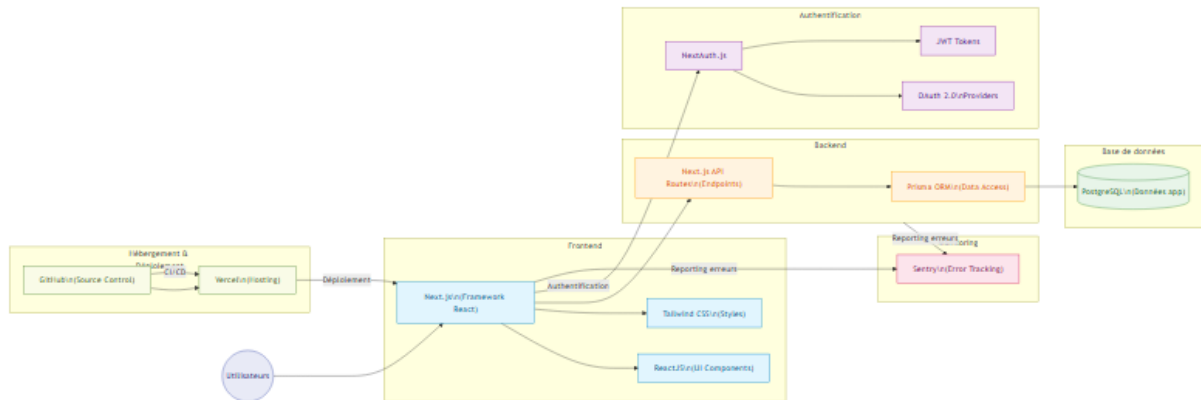 Authentification
JWT Tokens
NextAuth.js
OAuth 2.0\nProviders
Backend
Next.js API
Routes\n(Endpoints)
Prisma ORM\n(Data Access)
Base de données
PostgreSQL\n(Données app)
Reporting erreurs
Sentry\n(Error Tracking)
Hébergement &
Déploiement
CI/CD
GitHub\n(Source Control)
Vercel\n(Hosting)
Déploiement
Frontend
Reporting erreurs
Authentification
Next.js\n(Framework
React)
Tailwind CSS\n(Styles)
ReactJS\n(UI Components)
Utilisateurs